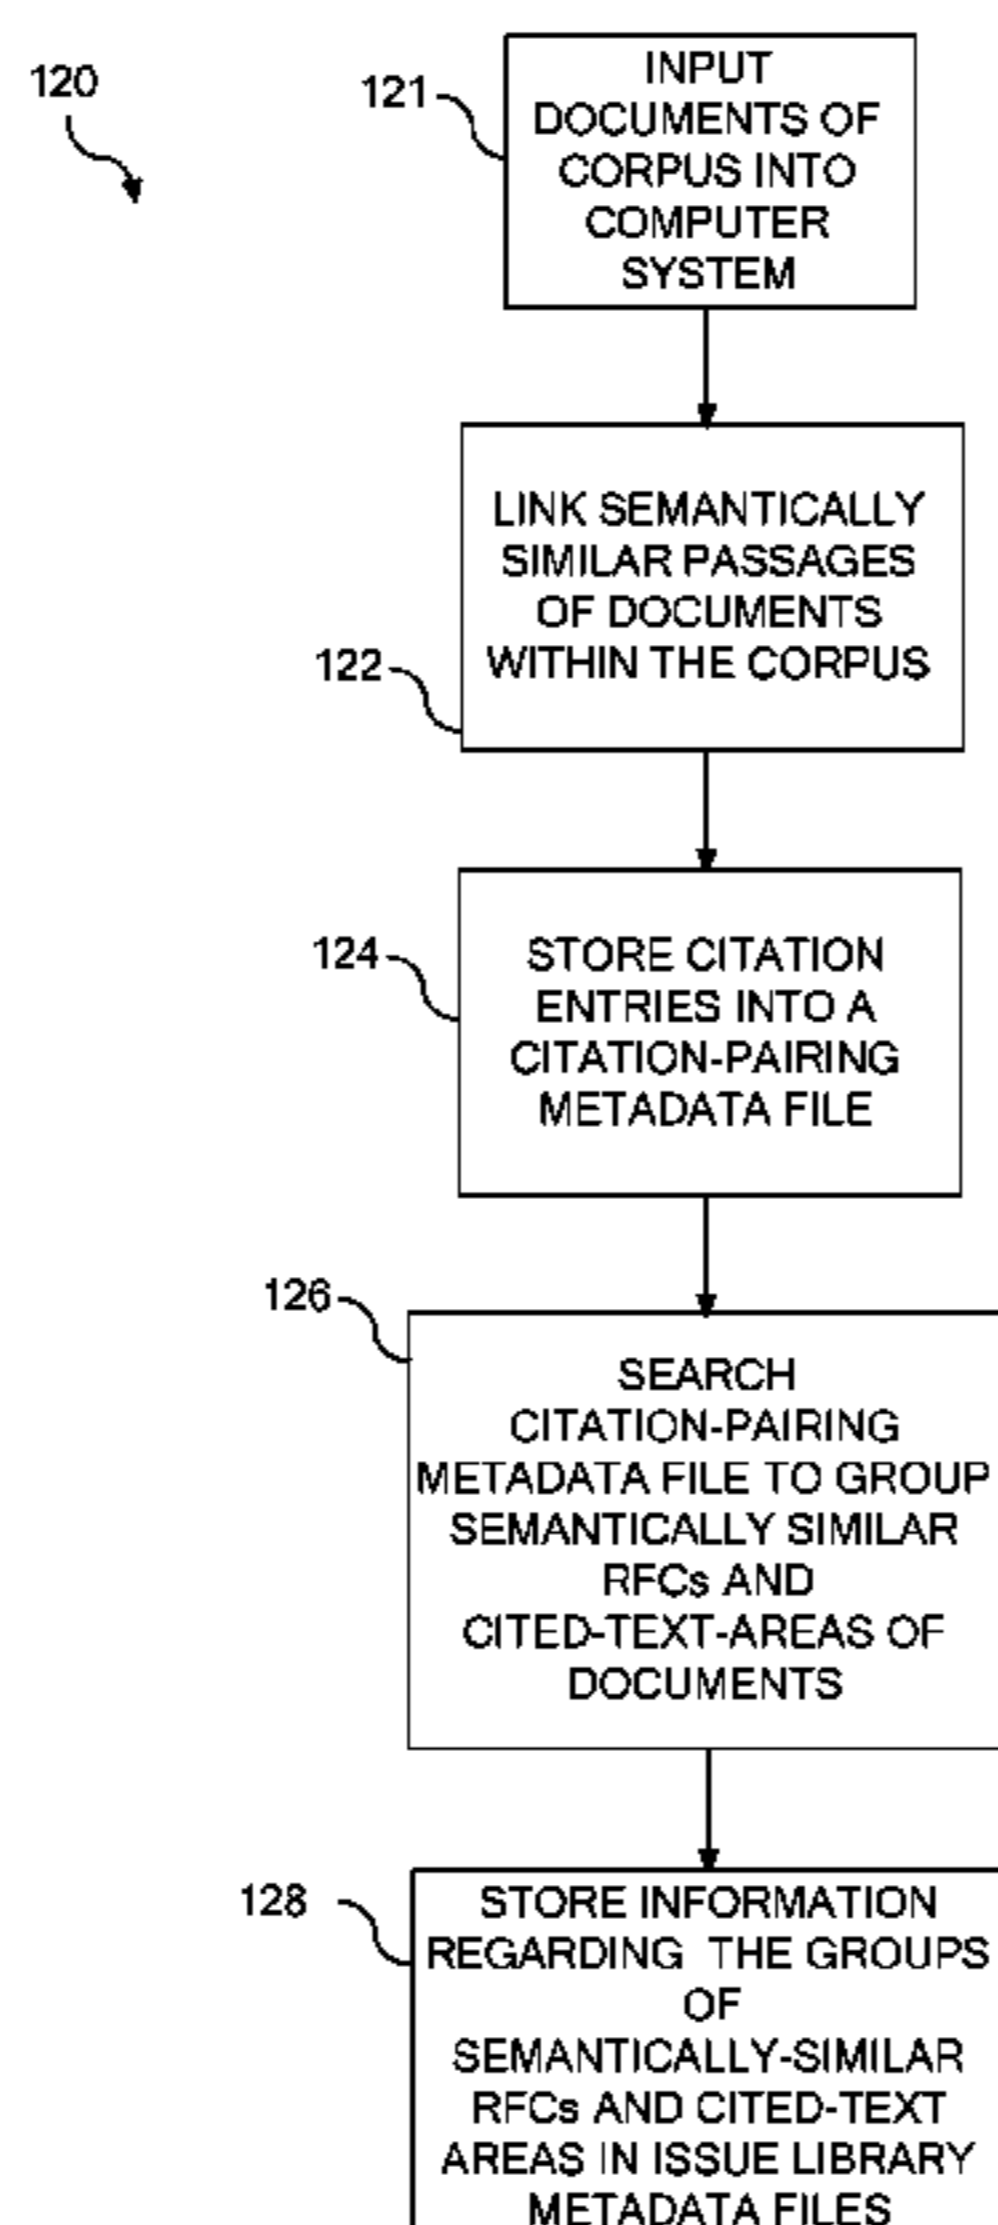 120
121
INPUT
DOCUMENTS OF
CORPUS INTO
COMPUTER
SYSTEM
122
LINK SEMANTICALLY
SIMILAR PASSAGES
OF DOCUMENTS
WITHIN THE CORPUS
124
STORE CITATION
ENTRIES INTO A
CITATION-PAIRING
METADATA FILE
126
SEARCH
CITATION-PAIRING
METADATA FILE TO GROUP
SEMANTICALLY SIMILAR
RFCs AND
CITED-TEXT-AREAS OF
DOCUMENTS
128
STORE INFORMATION
REGARDING THE GROUPS
OF
SEMANTICALLY-SIMILAR
RFCs AND CITED-TEXT
AREAS IN ISSUE LIBRARY
METADATA FILES